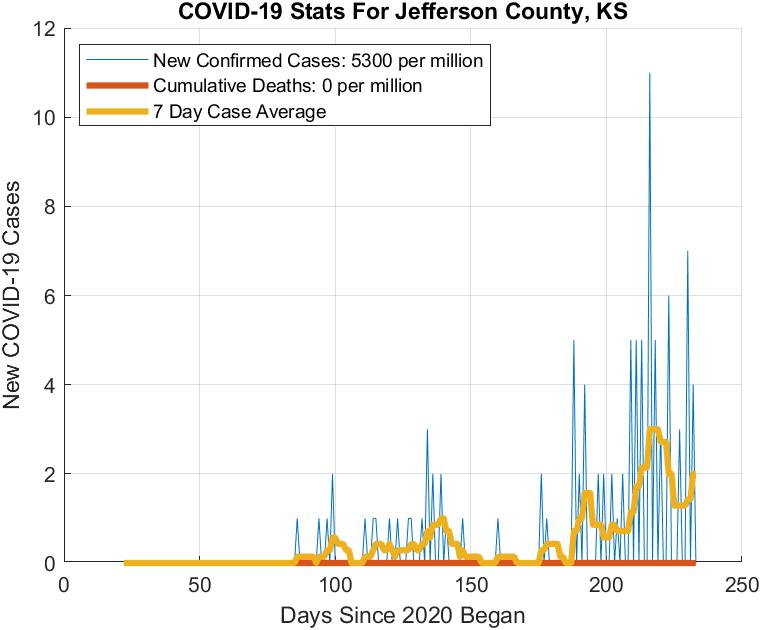 COVID-19 Stats For Jefferson County, KS
12
New Confirmed Cases: 5300 per million
Cumulative Deaths: 0 per million
7 Day Case Average
10
8
6
4
2
0
New COVID-19 Cases
0 50 100 150 200 250
Days Since 2020 Began